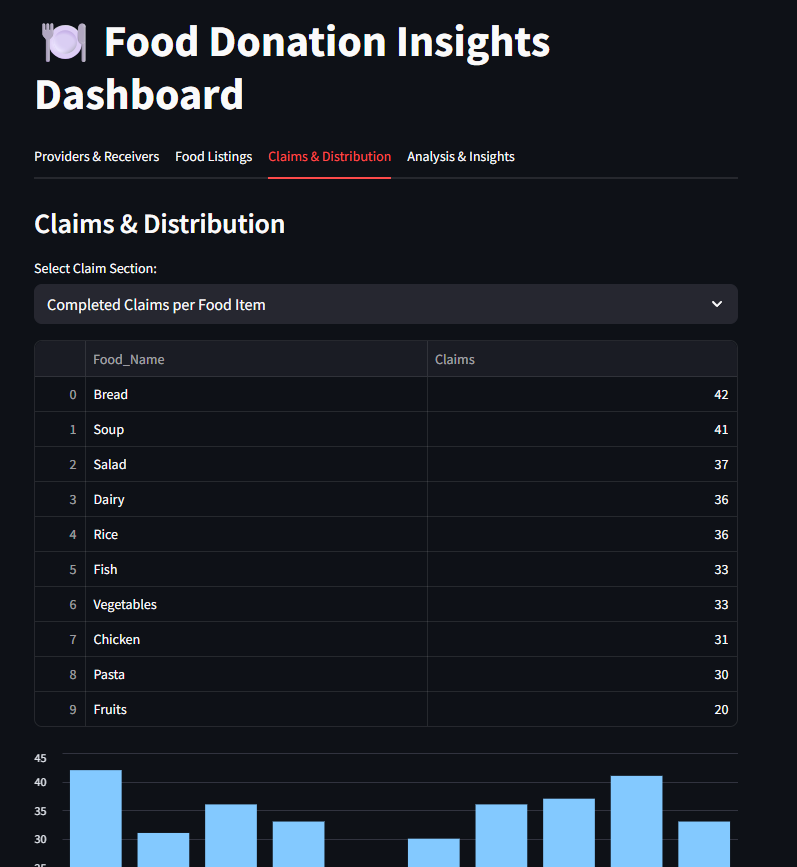 🍽️ Food Donation Insights
Dashboard
Providers & Receivers Food Listings Claims & Distribution Analysis & Insights
Claims & Distribution
Select Claim Section:
Completed Claims per Food Item
Food_Name Claims
0 Bread 42
1 Soup 41
2 Salad 37
3 Dairy 36
4 Rice 36
5 Fish 33
6 Vegetables 33
7 Chicken 31
8 Pasta 30
9 Fruits 20
45
40
35
30